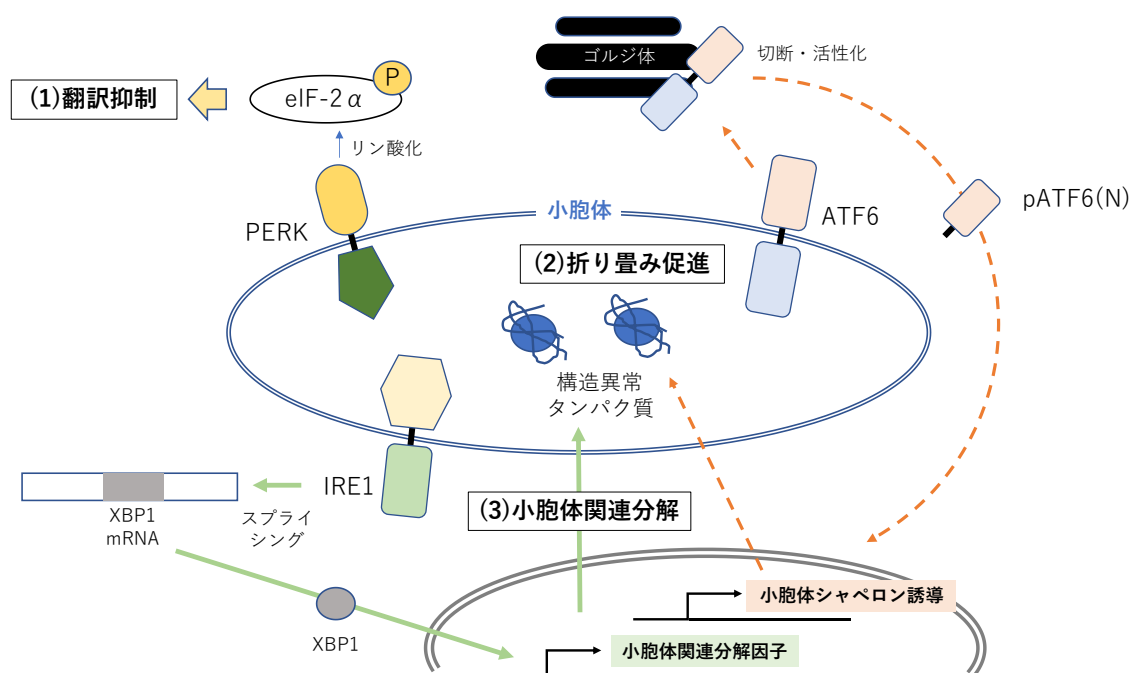 ゴルジ体
切断・活性化
P
eIF-2α
(1)翻訳抑制
リン酸化
小胞体
PERK
ATF6
pATF6(N)
(2)折り畳み促進
構造異常
タンパク質
IRE1
XBP1
mRNA
スプライ
シング
(3)小胞体関連分解
XBP1
小胞体シャペロン誘導
小胞体関連分解因子